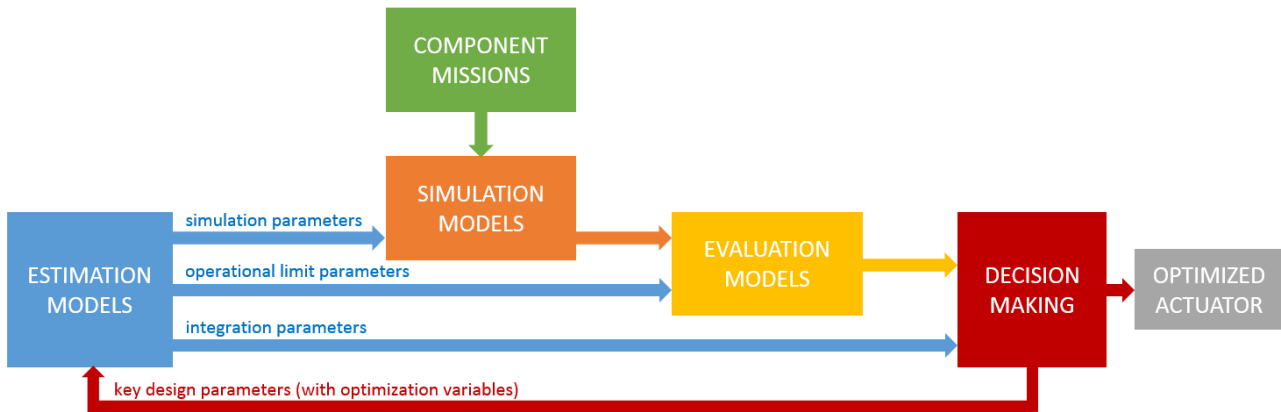 COMPONENT
MISSIONS
SIMULATION
MODELS
simulation parameters
ESTIMATION
MODELS
operational limit parameters
EVALUATION
MODELS
DECISION
MAKING
OPTIMIZED
ACTUATOR
integration parameters
key design parameters (with optimization variables)